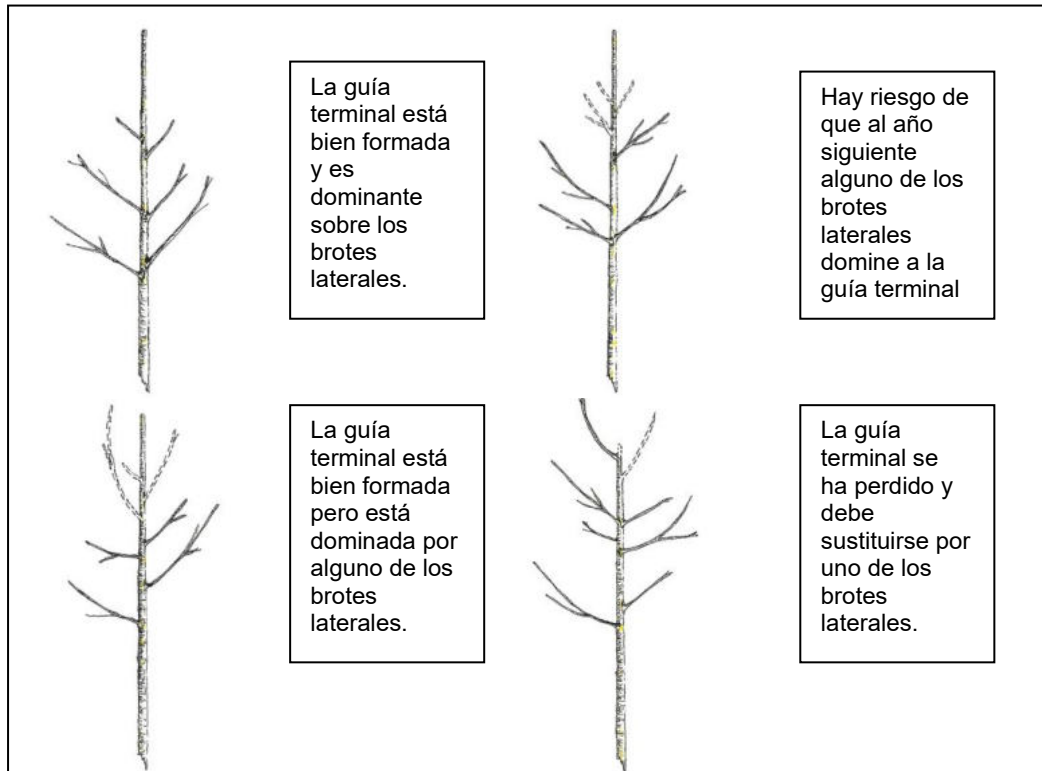 La guía
terminal está
bien formada
y es
dominante
sobre los
brotes
laterales.
Hay riesgo de
que al año
siguiente
alguno de los
brotes
laterales
domine a la
guía terminal
La guía
terminal está
bien formada
pero está
dominada por
alguno de los
brotes
laterales.
La guía
terminal se
ha perdido y
debe
sustituirse por
uno de los
brotes
laterales.